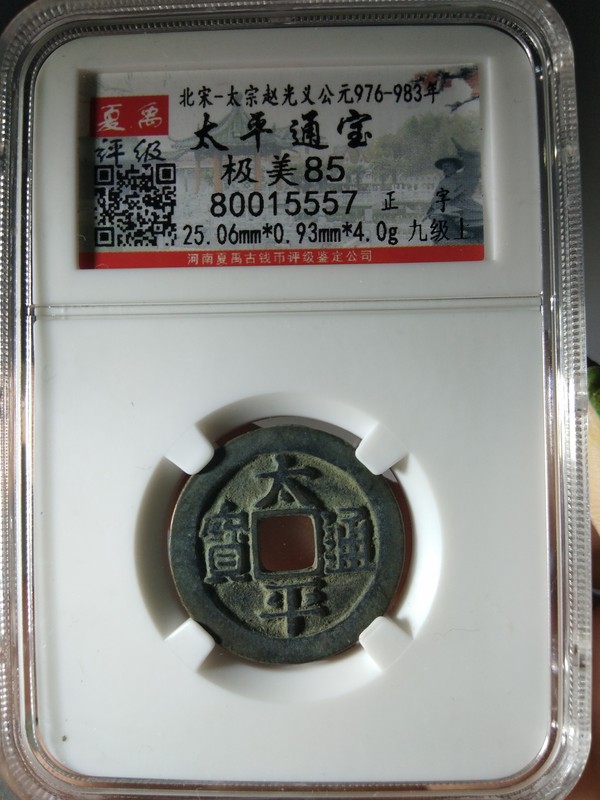 北宋-太宗赵光义公元976-983年
夏禹
评级
太平通宝
极美85
80015557 正字
25.06mm*0.93mm*4.0g 九级上
河南夏禹古钱币评级鉴定公司
太
平
通
寶